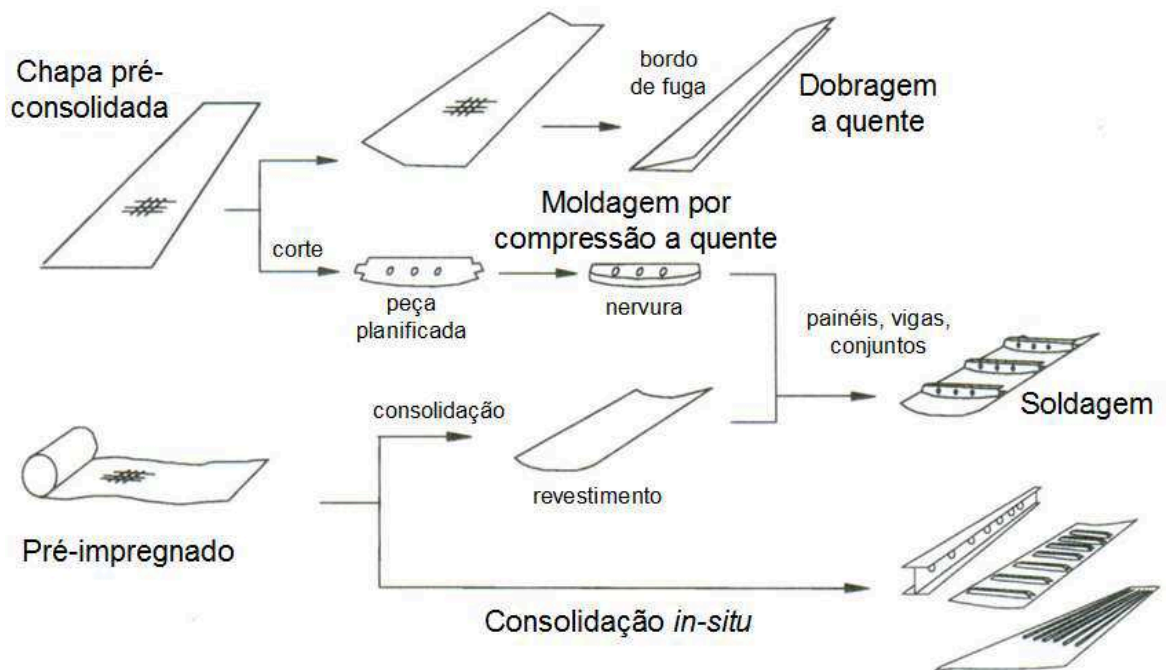 Chapa pré-
consolidada
bordo
de fuga
Dobragem
a quente
corte
peça
planificada
Moldagem por
compressão a quente
nervura
painéis, vigas,
conjuntos
Soldagem
Pré-impregnado
consolidação
revestimento
Consolidação in-situ